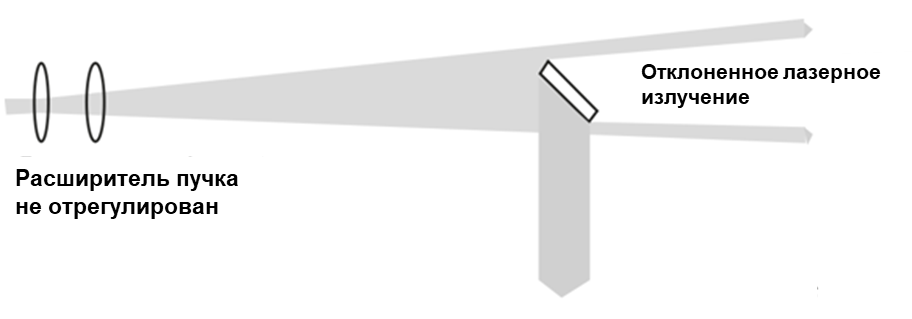 Отклоненное лазерное
излучение
Расширитель пучка
не отрегулирован